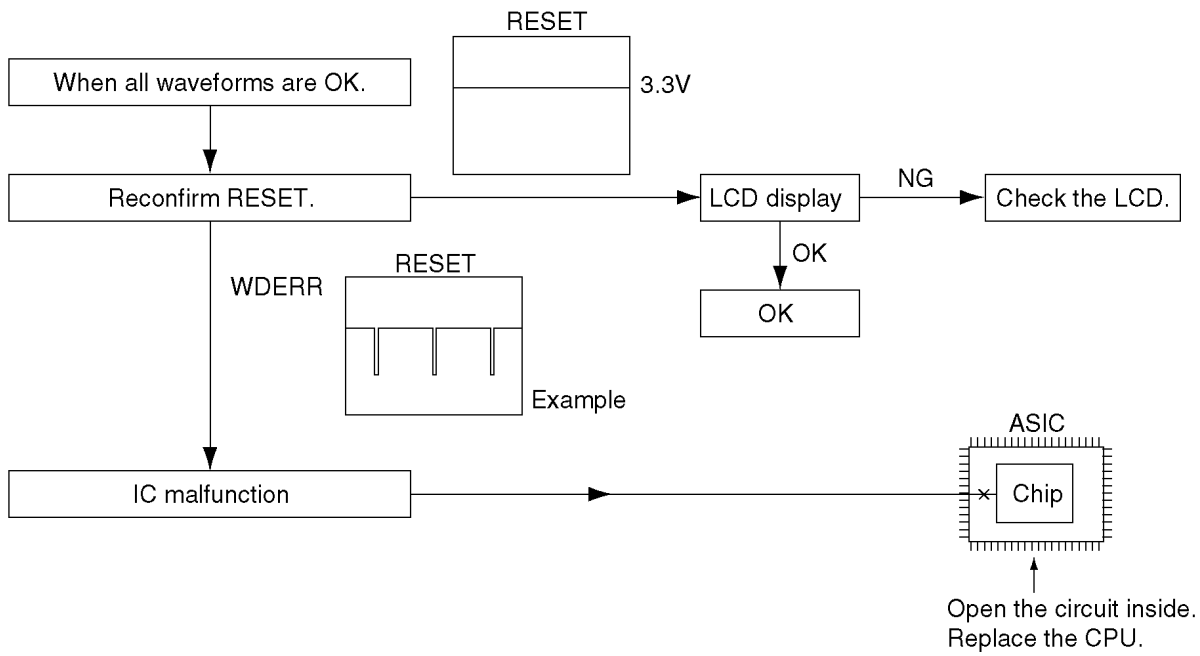 RESET
When all waveforms are OK.
3.3V
Reconfirm RESET.
LCD display
NG
Check the LCD.
OK
OK
WDERR
RESET
Example
IC malfunction
ASIC
Chip
Open the circuit inside.
Replace the CPU.